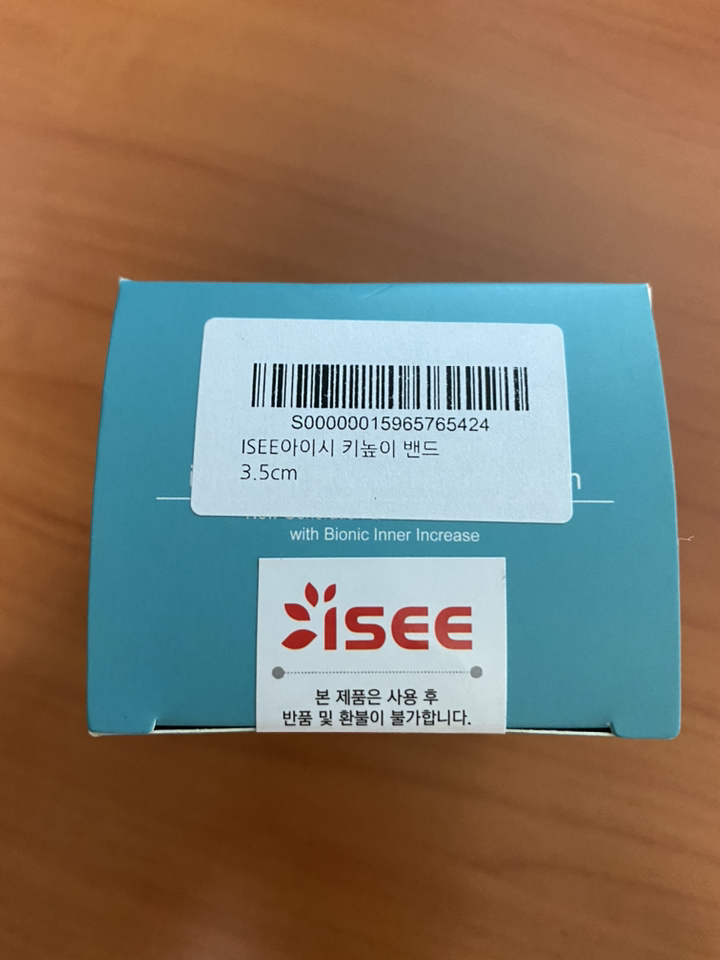 S00000015965765424
ISEE아이시 키높이 밴드
3.5cm
with Bionic Inner Increase
ISEE
본 제품은 사용 후
반품 및 환불이 불가합니다.